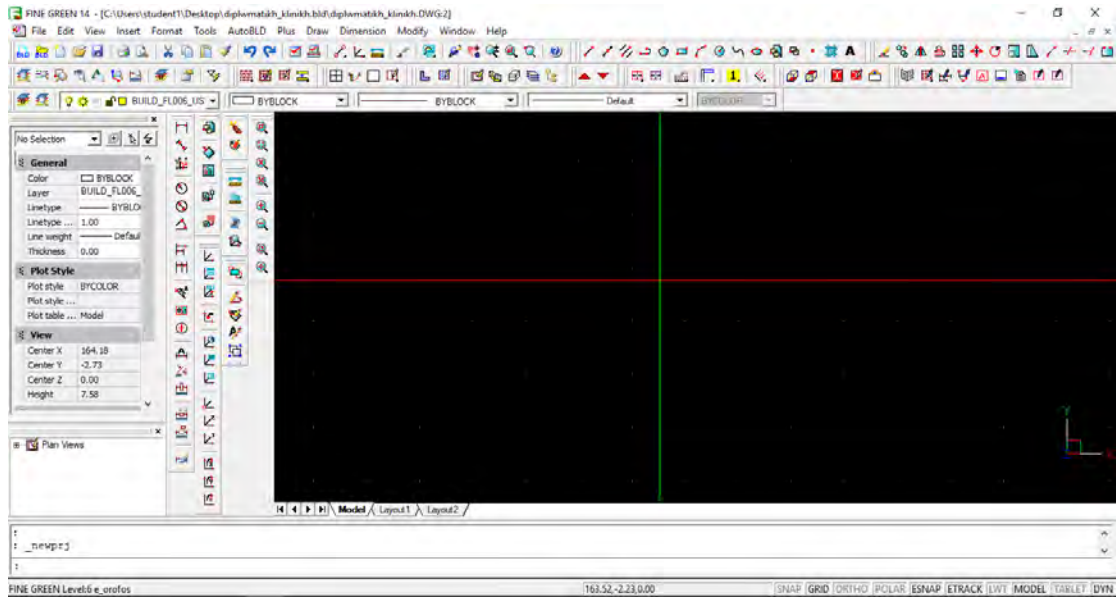 FINE GREEN 14 - [C:\Users\student1\Desktop\diplwmatikh_klinikh.bld\diplwmatikh_klinikh.DWG:2]
File Edit View Insert Format Tools AutoBLD Plus Draw Dimension Modify Window Help
BUILD_FL006_US BYBLOCK BYBLOCK Default BYCOLOR
No Selection
General
Color BYBLOCK
Layer BUILD_FL006_
Linetype BYBLO
Linetype ... 1.00
Line weight Defaul
Thickness 0.00
Plot Style
Plot style BYCOLOR
Plot style ...
Plot table ... Model
View
Center X 164.18
Center Y -2.73
Center Z 0.00
Height 7.58
Plan Views
Y
X
Model Layout1 Layout2
:
: _newprj
:
FINE GREEN Level:6 e_orofos 163.52,-2.23,0.00 SNAP GRID ORTHO POLAR ESNAP ETRACK LWT MODEL TABLET DYN